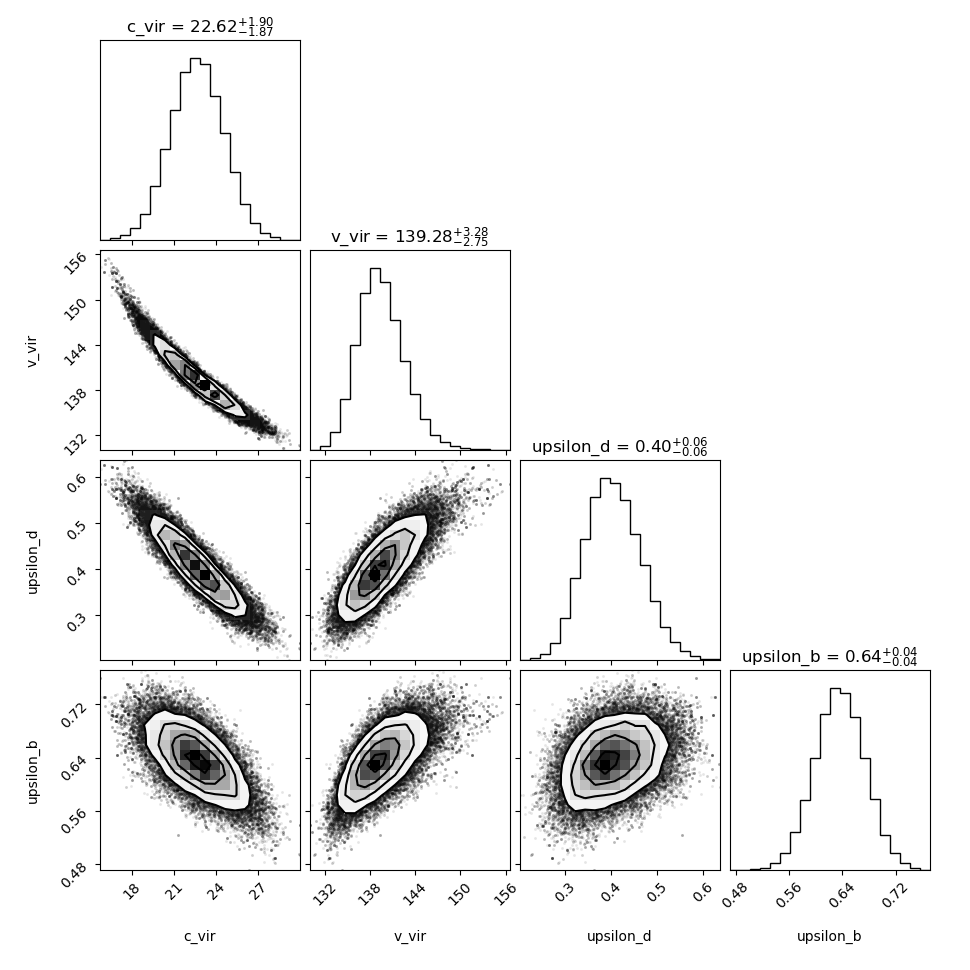 c_vir = 22.62+1.90−1.87
156
150
144
138
132
v_vir
v_vir = 139.28+3.28−2.75
0.6
0.5
0.4
0.3
upsilon_d
upsilon_d = 0.40+0.06−0.06
0.72
0.64
0.56
0.48
upsilon_b
upsilon_b = 0.64+0.04−0.04
18 21 24 27
132 138 144 150 156
0.3 0.4 0.5 0.6
0.48 0.56 0.64 0.72
c_vir v_vir upsilon_d upsilon_b